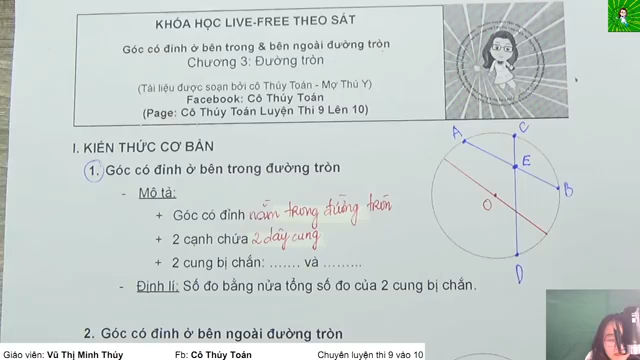 KHÓA HỌC LIVE-FREE THEO SÁT
Góc có đỉnh ở bên trong & bên ngoài đường tròn
Chương 3: Đường tròn
(Tài liệu được soạn bởi cô Thúy Toán - Mợ Thú Y)
Facebook: Cô Thúy Toán
(Page: Cô Thúy Toán Luyện Thi 9 Lên 10)
I. KIẾN THỨC CƠ BẢN
1. Góc có đỉnh ở bên trong đường tròn
- Mô tả:
+ Góc có đỉnh nằm trong đường tròn
+ 2 cạnh chứa 2 dây cung
+ 2 cung bị chắn: ....... và .........
- Định lí: Số đo bằng nửa tổng số đo của 2 cung bị chắn.
2. Góc có đỉnh ở bên ngoài đường tròn
A
C
E
B
O
D
Giáo viên: Vũ Thị Minh Thúy
Fb: Cô Thúy Toán
Chuyên luyện thi 9 vào 10